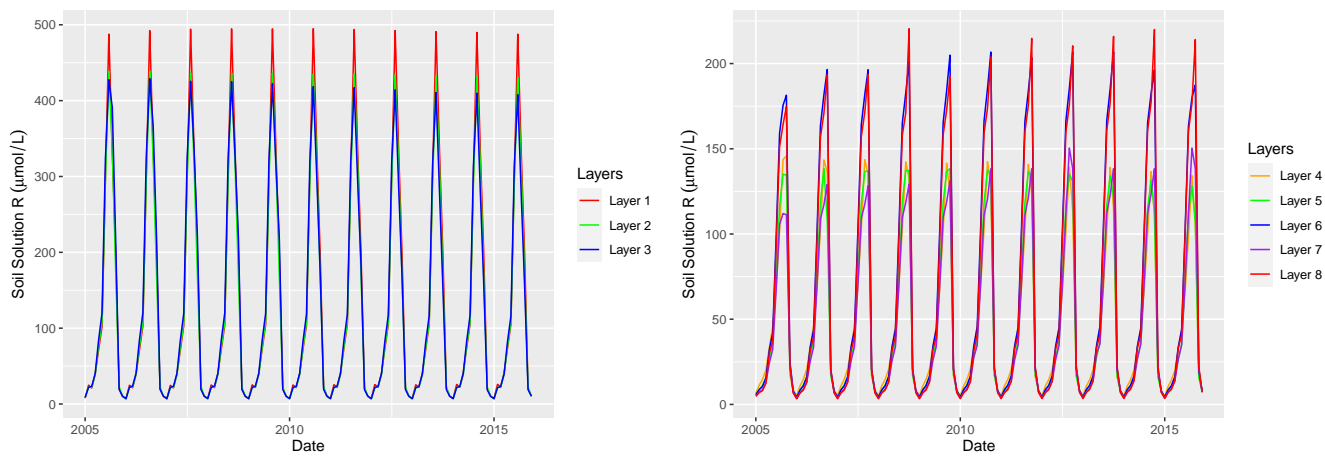 Soil Solution R (μmol/L)
500
400
300
200
100
0
2005
2010
2015
Date
Layers
Layer 1
Layer 2
Layer 3
Soil Solution R (μmol/L)
200
150
100
50
0
2005
2010
2015
Date
Layers
Layer 4
Layer 5
Layer 6
Layer 7
Layer 8